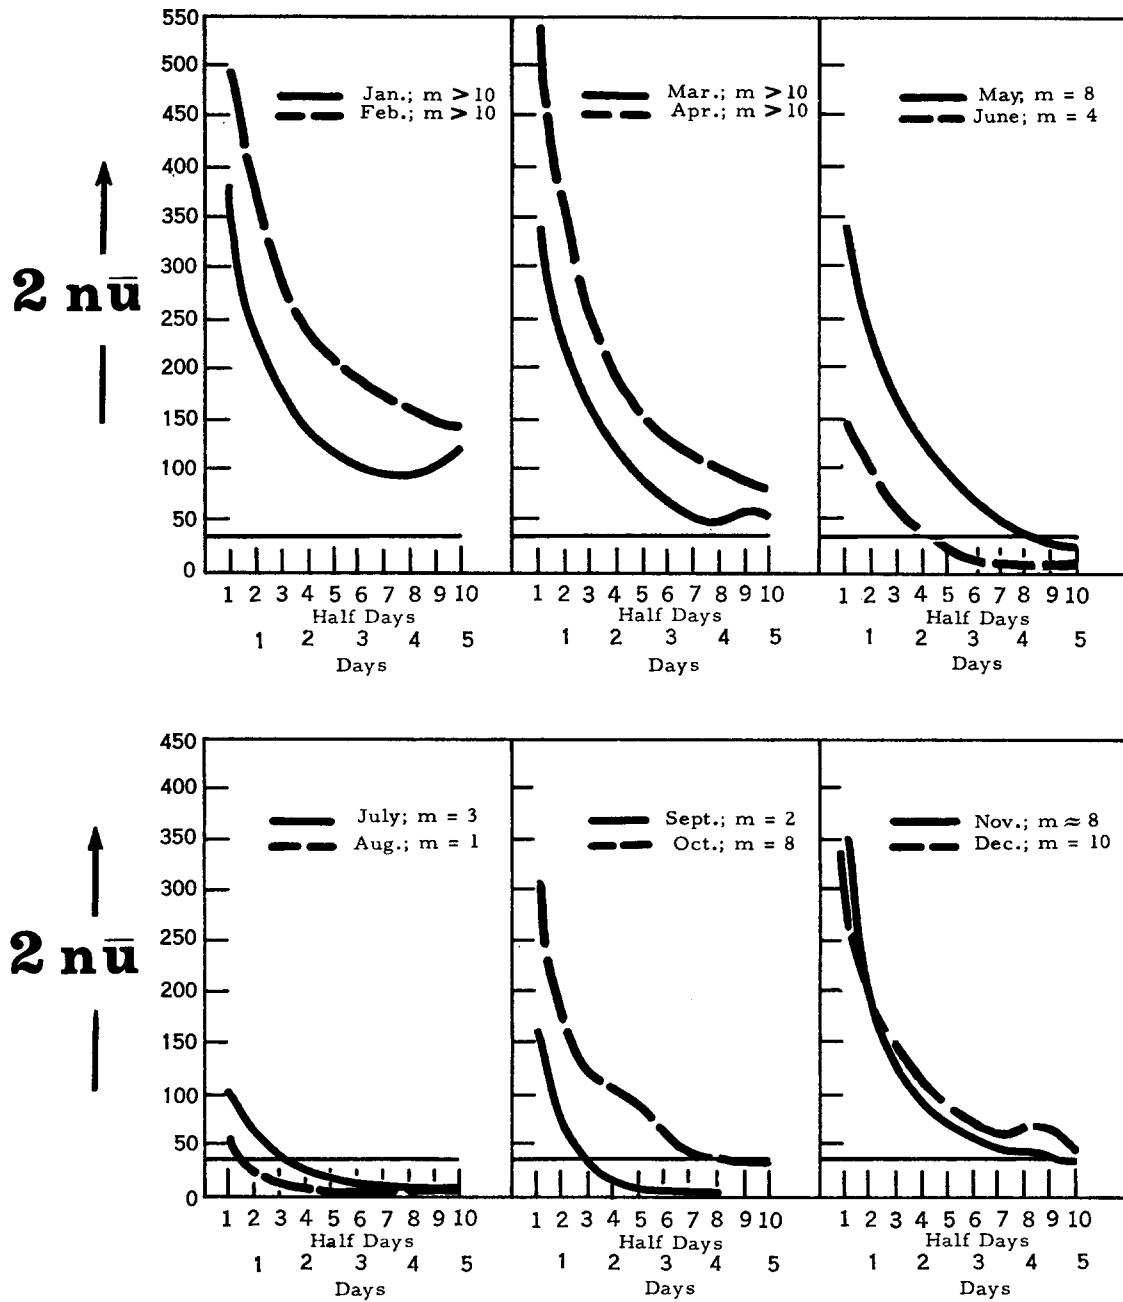 550
500
450
400
350
300
250
200
150
100
50
0
2 nū
Jan.; m > 10
Feb.; m > 10
1 2 3 4 5 6 7 8 9 10
Half Days
1 2 3 4 5
Days
Mar.; m > 10
Apr.; m > 10
1 2 3 4 5 6 7 8 9 10
Half Days
1 2 3 4 5
Days
May; m = 8
June; m = 4
1 2 3 4 5 6 7 8 9 10
Half Days
1 2 3 4 5
Days
450
400
350
300
250
200
150
100
50
0
2 nū
July; m = 3
Aug.; m = 1
1 2 3 4 5 6 7 8 9 10
Half Days
1 2 3 4 5
Days
Sept.; m = 2
Oct.; m = 8
1 2 3 4 5 6 7 8 9 10
Half Days
1 2 3 4 5
Days
Nov.; m ≈ 8
Dec.; m = 10
1 2 3 4 5 6 7 8 9 10
Half Days
1 2 3 4 5
Days